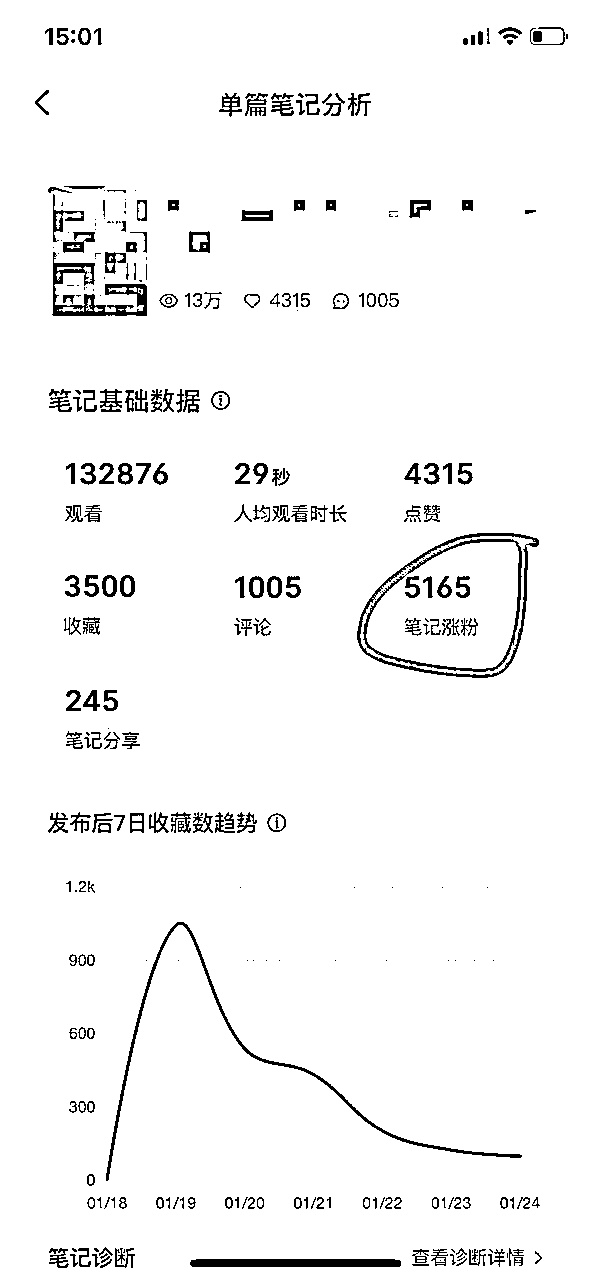 15:01
单篇笔记分析
13万 4315 1005
笔记基础数据
132876 29秒 4315
观看 人均观看时长 点赞
3500 1005 5165
收藏 评论 笔记涨粉
245
笔记分享
发布后7日收藏数趋势
1.2k
900
600
300
0
01/18 01/19 01/20 01/21 01/22 01/23 01/24
笔记诊断 查看诊断详情